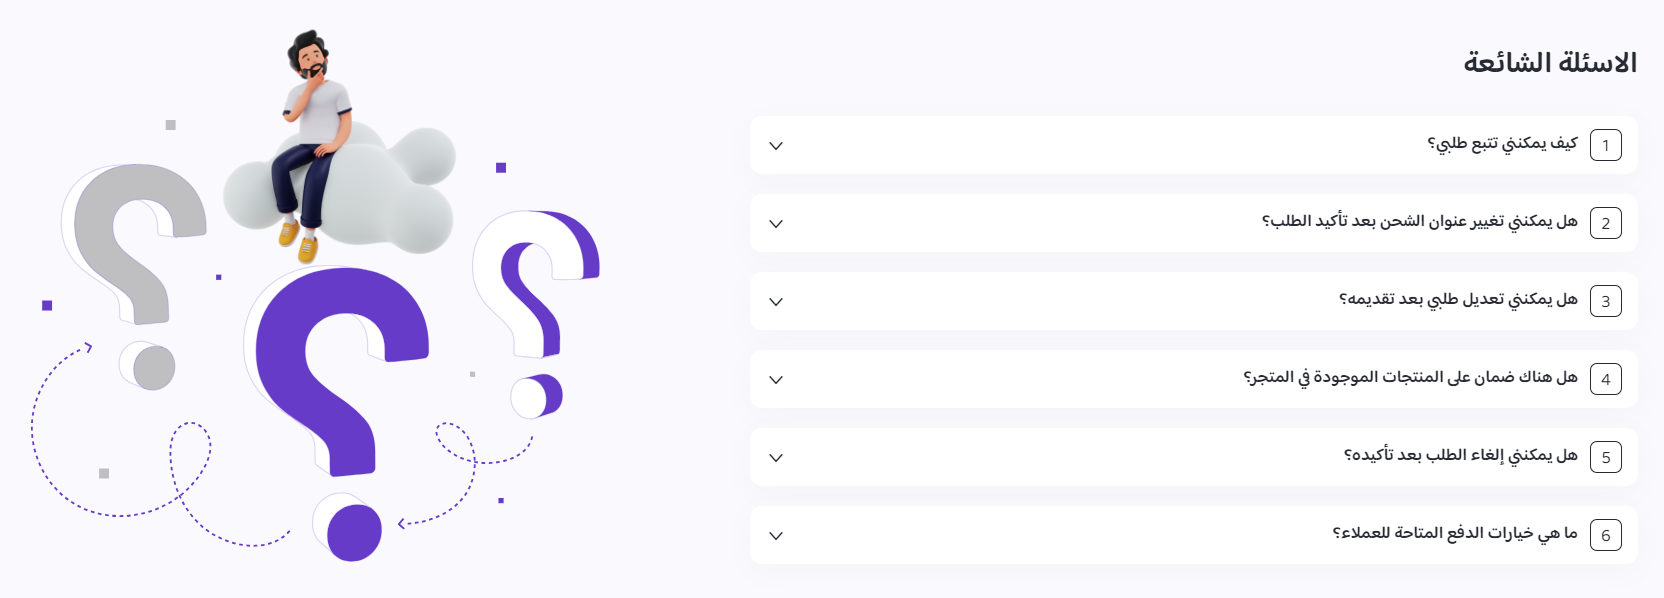 الاسئلة الشائعة
1 كيف يمكنني تتبع طلبي؟
2 هل يمكنني تغيير عنوان الشحن بعد تأكيد الطلب؟
3 هل يمكنني تعديل طلبي بعد تقديمه؟
4 هل هناك ضمان على المنتجات الموجودة في المتجر؟
5 هل يمكنني إلغاء الطلب بعد تأكيده؟
6 ما هي خيارات الدفع المتاحة للعملاء؟